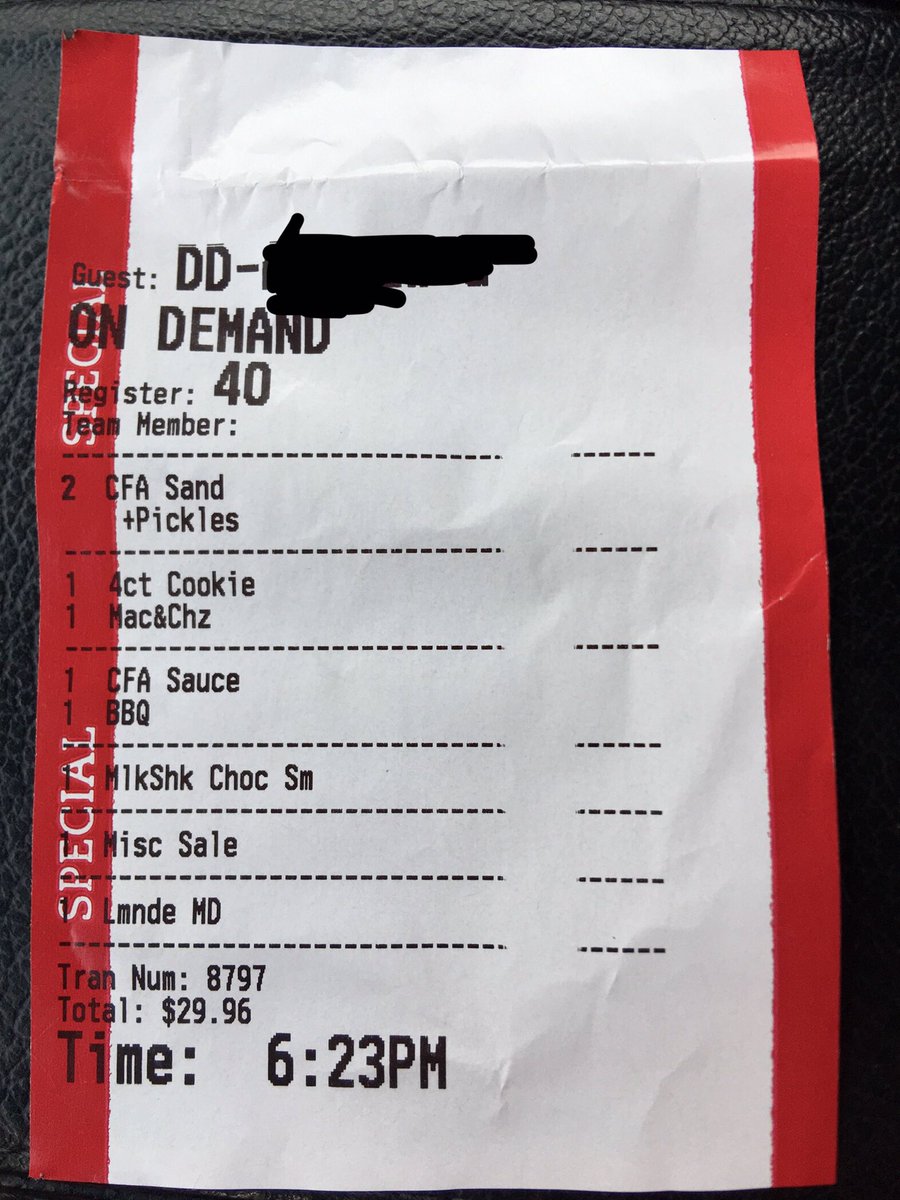 Guest: DD-
ON DEMAND
Register: 40
Team Member:
2 CFA Sand
+Pickles
1 4ct Cookie
1 Mac&Chz
1 CFA Sauce
1 BBQ
1 MlkShk Choc Sm
1 Misc Sale
1 Lmnde MD
Tran Num: 8797
Total: $29.96
Time: 6:23PM
SPECIAL
SPECIAL